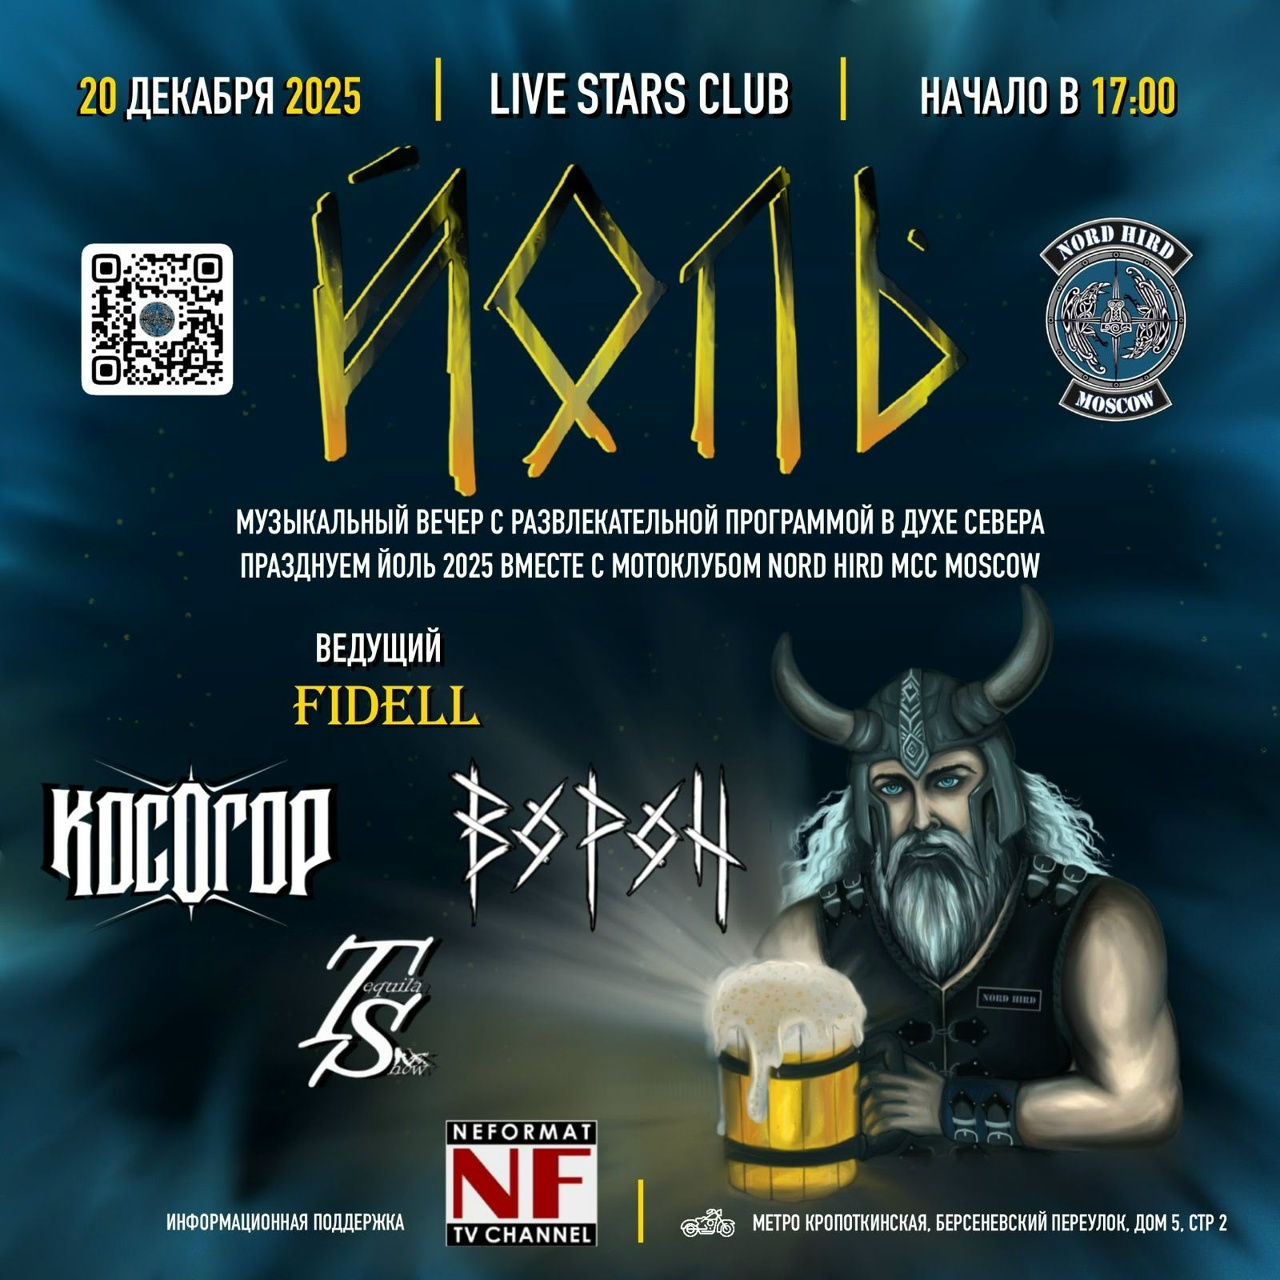 20 ДЕКАБРЯ 2025
LIVE STARS CLUB
НАЧАЛО В 17:00
ЙОЛЬ
NORD HIRD
MOSCOW
МУЗЫКАЛЬНЫЙ ВЕЧЕР С РАЗВЛЕКАТЕЛЬНОЙ ПРОГРАММОЙ В ДУХЕ СЕВЕРА
ПРАЗДНУЕМ ЙОЛЬ 2025 ВМЕСТЕ С МОТОКЛУБОМ NORD HIRD MCC MOSCOW
ВЕДУЩИЙ
FIDELL
КОСОГОР
ВОРОН
Tequila
Show
NORD HIRD
NEFORMAT
NF
TV CHANNEL
ИНФОРМАЦИОННАЯ ПОДДЕРЖКА
МЕТРО КРОПОТКИНСКАЯ, БЕРСЕНЕВСКИЙ ПЕРЕУЛОК, ДОМ 5, СТР 2